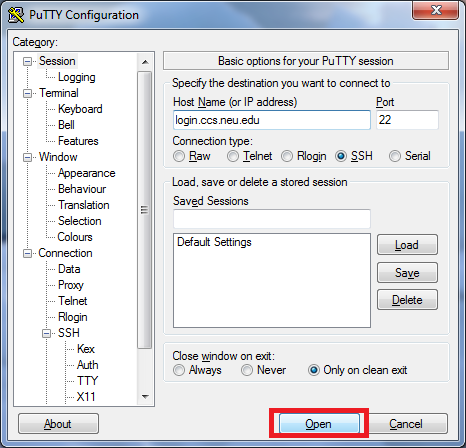 PuTTY Configuration
Category:
Session
Logging
Terminal
Keyboard
Bell
Features
Window
Appearance
Behaviour
Translation
Selection
Colours
Connection
Data
Proxy
Telnet
Rlogin
SSH
Kex
Auth
TTY
X11
Basic options for your PuTTY session
Specify the destination you want to connect to
Host Name (or IP address) Port
login.ccs.neu.edu 22
Connection type:
Raw Telnet Rlogin SSH Serial
Load, save or delete a stored session
Saved Sessions
Default Settings
Load
Save
Delete
Close window on exit:
Always Never Only on clean exit
About Open Cancel